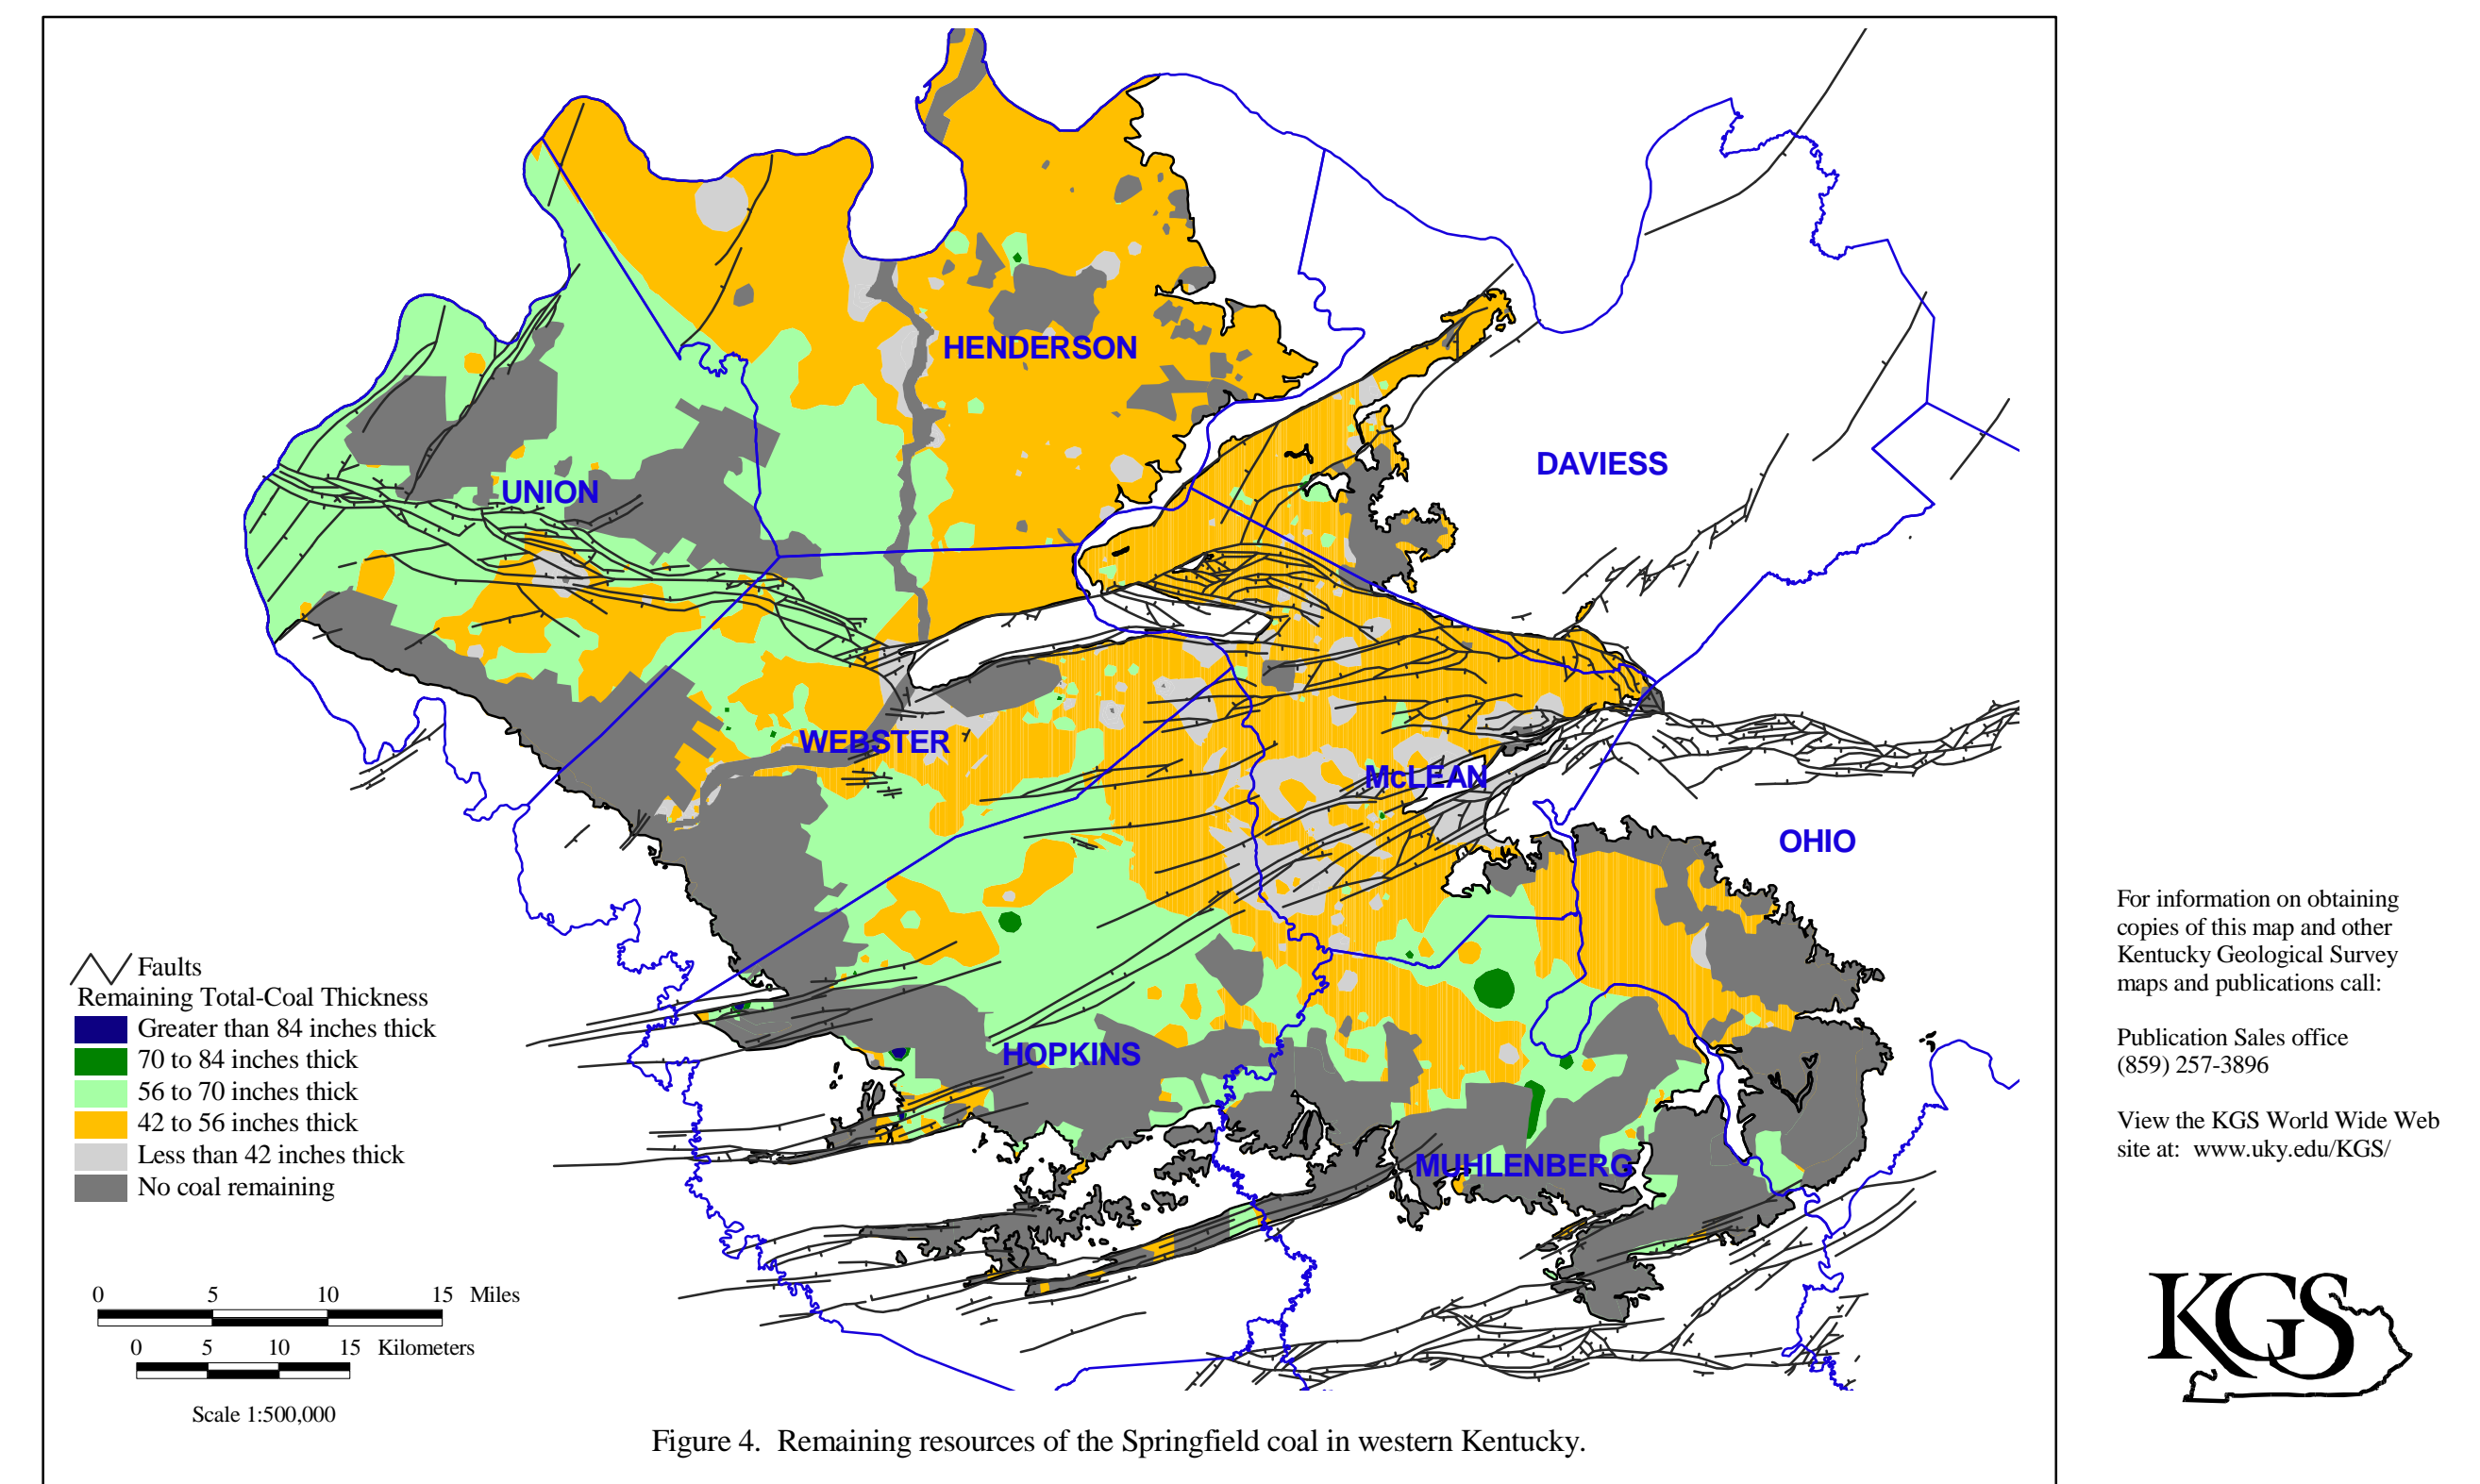 HENDERSON
DAVIESS
UNION
WEBSTER
McLEAN
OHIO
HOPKINS
MUHLENBERG
Faults
Remaining Total-Coal Thickness
Greater than 84 inches thick
70 to 84 inches thick
56 to 70 inches thick
42 to 56 inches thick
Less than 42 inches thick
No coal remaining
0 5 10 15 Miles
0 5 10 15 Kilometers
Scale 1:500,000
Figure 4. Remaining resources of the Springfield coal in western Kentucky.
For information on obtaining
copies of this map and other
Kentucky Geological Survey
maps and publications call:
Publication Sales office
(859) 257-3896
View the KGS World Wide Web
site at: www.uky.edu/KGS/
KGS